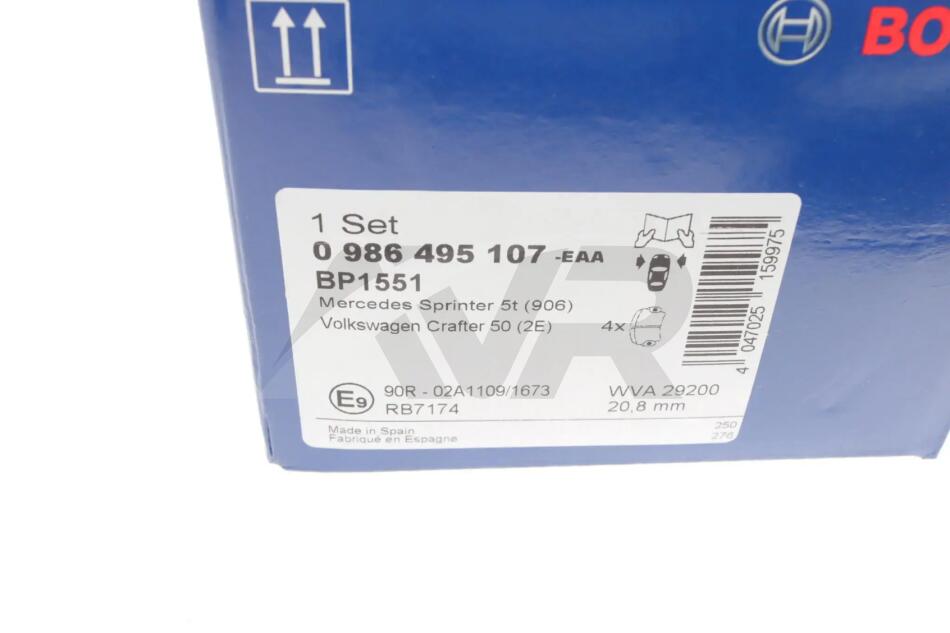 BO
1 Set
0 986 495 107 -EAA
BP1551
Mercedes Sprinter 5t (906)
Volkswagen Crafter 50 (2E)
4x
4 047025 159975
E9
90R - 02A1109/1673
RB7174
WVA 29200
20,8 mm
Made in Spain
Fabriqué en Espagne
250
276
AVR